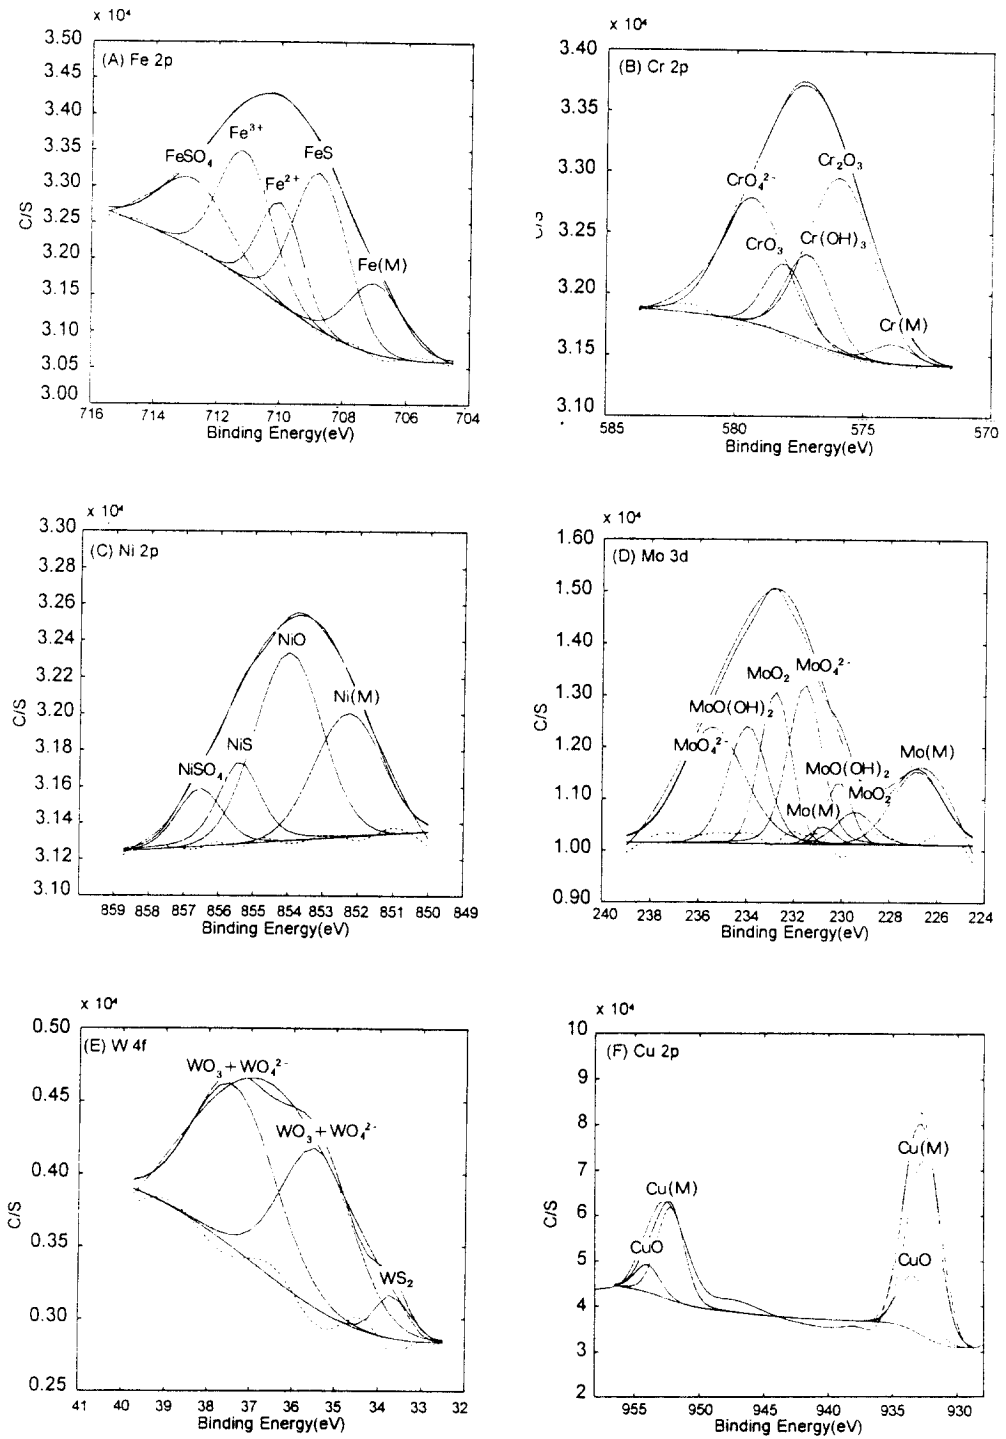 x 10⁴
(A) Fe 2p
C/S
3.50
3.45
3.40
3.35
3.30
3.25
3.20
3.15
3.10
3.05
3.00
FeSO₄
Fe³⁺
Fe²⁺
FeS
Fe(M)
716 714 712 710 708 706 704
Binding Energy(eV)
x 10⁴
(B) Cr 2p
C/S
3.40
3.35
3.30
3.25
3.20
3.15
3.10
CrO₄²⁻
CrO₃
Cr(OH)₃
Cr₂O₃
Cr(M)
585 580 575 570
Binding Energy(eV)
x 10⁴
(C) Ni 2p
C/S
3.30
3.28
3.26
3.24
3.22
3.20
3.18
3.16
3.14
3.12
3.10
NiSO₄
NiS
NiO
Ni(M)
859 858 857 856 855 854 853 852 851 850 849
Binding Energy(eV)
x 10⁴
(D) Mo 3d
C/S
1.60
1.50
1.40
1.30
1.20
1.10
1.00
0.90
MoO₄²⁻
MoO(OH)₂
MoO₂
MoO₄²⁻
MoO(OH)₂
Mo(M)
MoO₂
Mo(M)
240 238 236 234 232 230 228 226 224
Binding Energy(eV)
x 10⁴
(E) W 4f
C/S
0.50
0.45
0.40
0.35
0.30
0.25
WO₃+WO₄²⁻
WO₃+WO₄²⁻
WS₂
41 40 39 38 37 36 35 34 33 32
Binding Energy(eV)
x 10⁴
(F) Cu 2p
C/S
10
9
8
7
6
5
4
3
2
CuO
Cu(M)
Cu(M)
CuO
955 950 945 940 935 930
Binding Energy(eV)